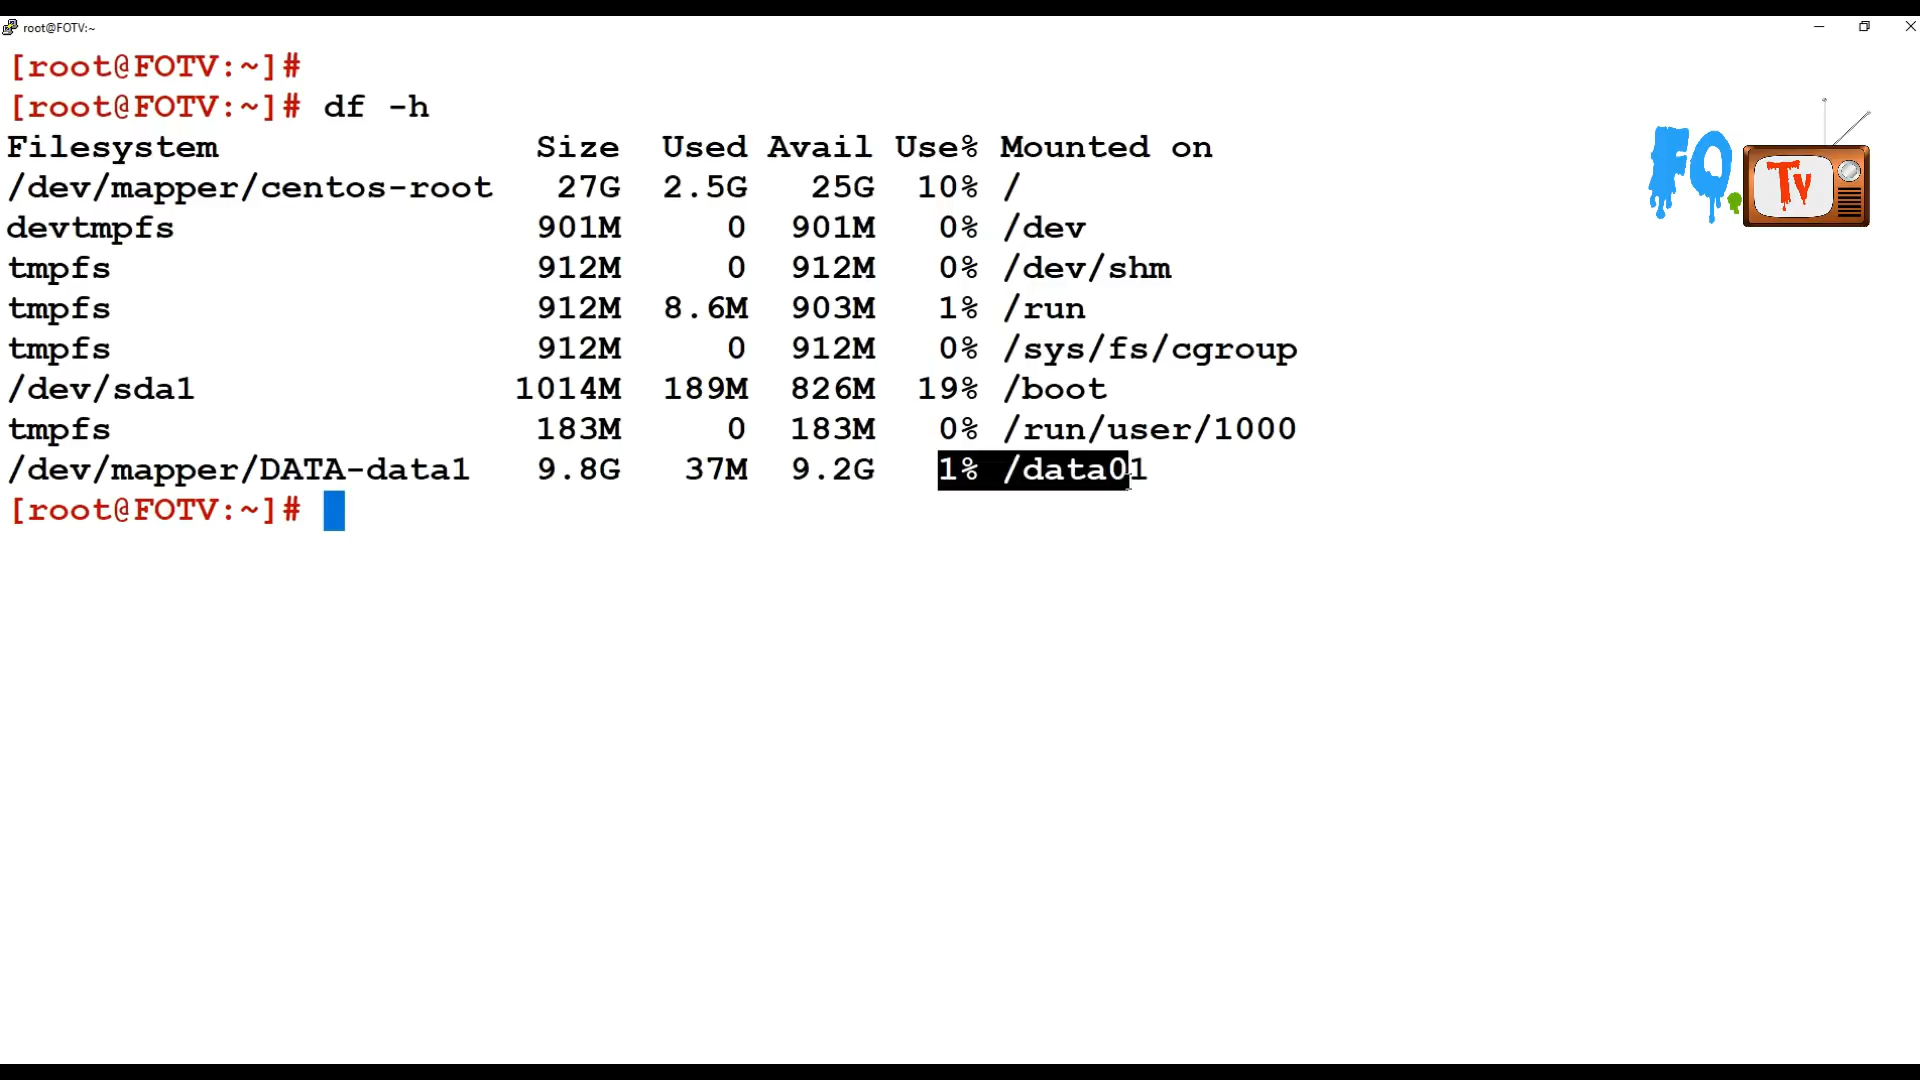 root@FOTV:~
[root@FOTV:~]#
[root@FOTV:~]# df -h
Filesystem Size Used Avail Use% Mounted on
/dev/mapper/centos-root 27G 2.5G 25G 10% /
devtmpfs 901M 0 901M 0% /dev
tmpfs 912M 0 912M 0% /dev/shm
tmpfs 912M 8.6M 903M 1% /run
tmpfs 912M 0 912M 0% /sys/fs/cgroup
/dev/sda1 1014M 189M 826M 19% /boot
tmpfs 183M 0 183M 0% /run/user/1000
/dev/mapper/DATA-data1 9.8G 37M 9.2G 1% /data01
[root@FOTV:~]#
FO.Tv